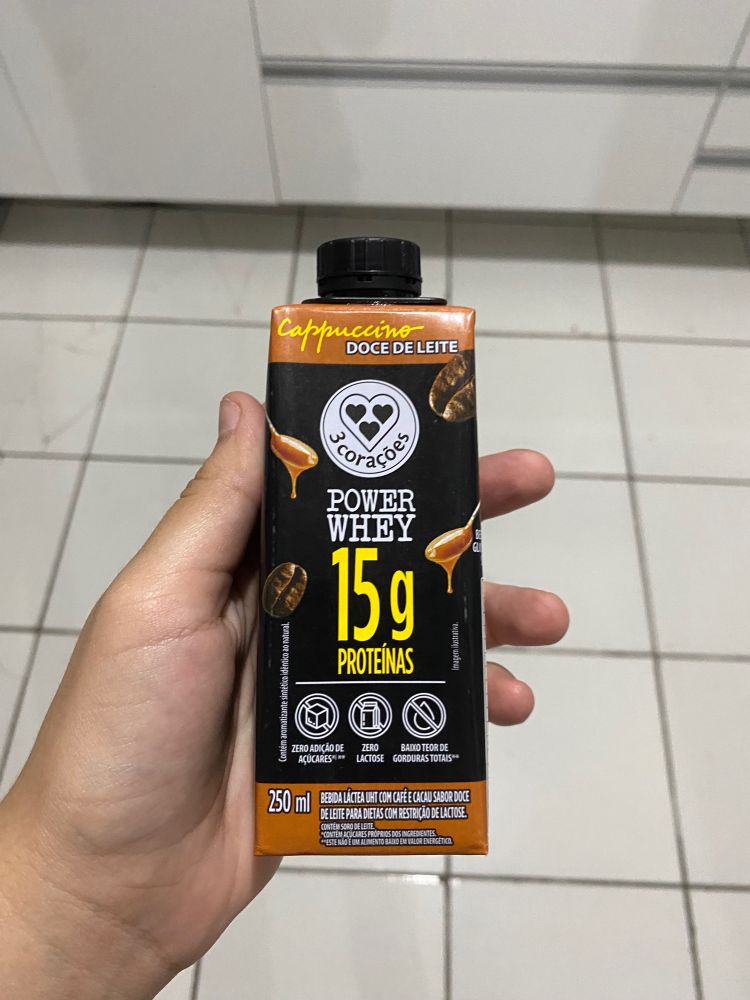 Cappuccino
DOCE DE LEITE
3 corações
POWER
WHEY
15g
PROTEÍNAS
Contém aromatizante sintético idêntico ao natural.
Imagem ilustrativa.
ZERO ADIÇÃO DE
AÇÚCARES*/**
ZERO
LACTOSE
BAIXO TEOR DE
GORDURAS TOTAIS**
250 ml
BEBIDA LÁCTEA UHT COM CAFÉ E CACAU SABOR DOCE
DE LEITE PARA DIETAS COM RESTRIÇÃO DE LACTOSE.
CONTÉM SORO DE LEITE.
*CONTÉM AÇÚCARES PRÓPRIOS DOS INGREDIENTES.
**ESTE NÃO É UM ALIMENTO BAIXO EM VALOR ENERGÉTICO.